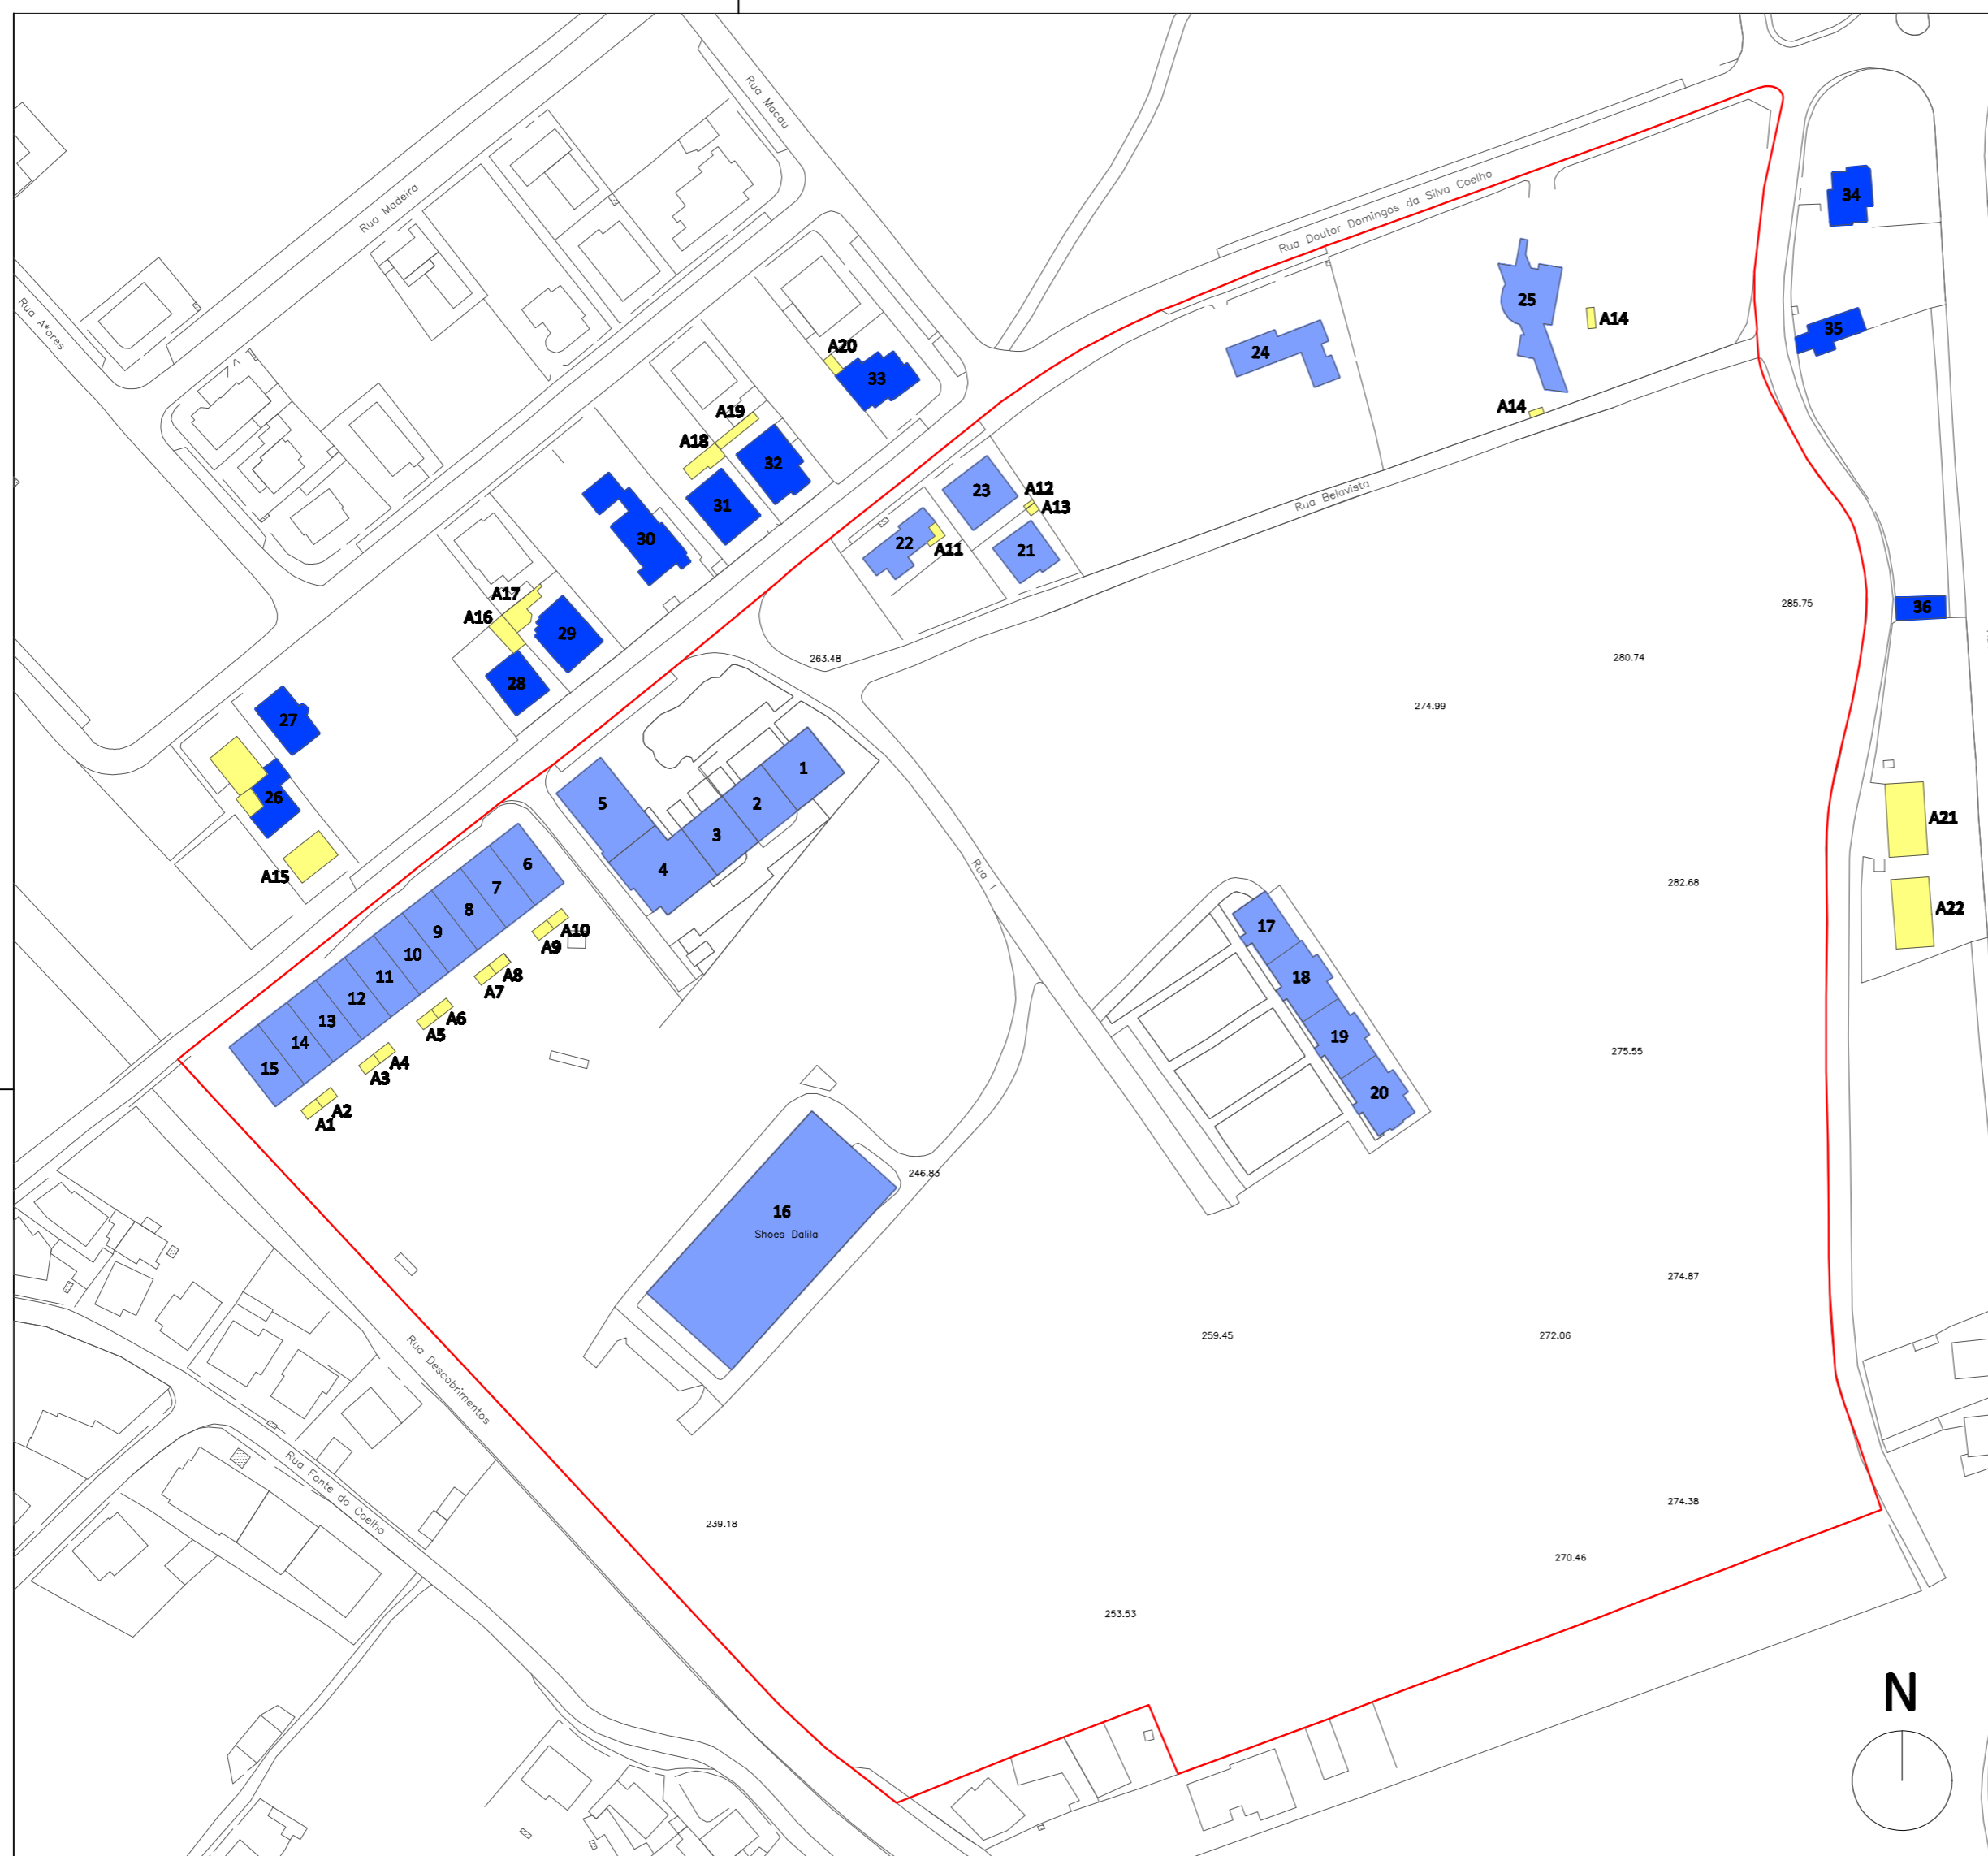 Rua Macau
Rua Madeira
Rua A*ores
Rua Doutor Domingos da Silva Coelho
34
25
A14
35
24
A20
33
A14
A19
A18
32
31
30
23
A12
A13
22
A11
21
Rua Belavista
A17
A16
29
28
285.75
36
263.48
280.74
274.99
27
26
A15
1
2
3
4
5
A21
A22
6
7
8
9
10
11
12
13
14
15
A10
A9
A8
A7
A6
A5
A4
A3
A2
A1
Rua 1
282.68
17
18
19
20
275.55
246.83
16
Shoes Dalila
274.87
259.45
272.06
Rua Descobrimentos
Rua Fonte do Coelho
239.18
274.38
270.46
253.53
N